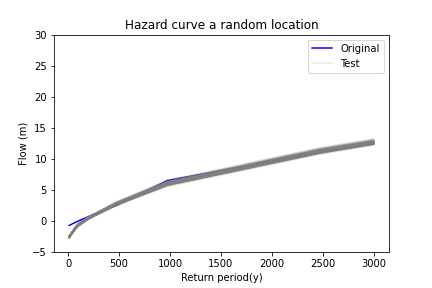 Hazard curve a random location
Original
Test
Flow (m)
30
25
20
15
10
5
0
−5
0 500 1000 1500 2000 2500 3000
Return period(y)